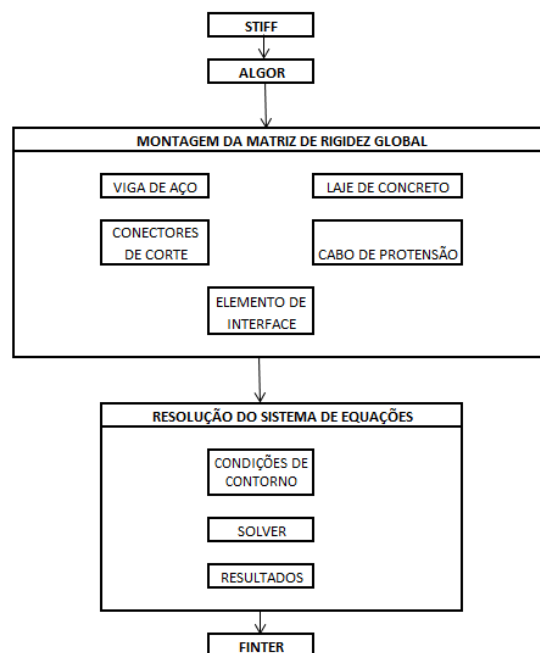 STIFF
ALGOR
MONTAGEM DA MATRIZ DE RIGIDEZ GLOBAL
VIGA DE AÇO
LAJE DE CONCRETO
CONECTORES
DE CORTE
CABO DE PROTENSÃO
ELEMENTO DE
INTERFACE
RESOLUÇÃO DO SISTEMA DE EQUAÇÕES
CONDIÇÕES DE
CONTORNO
SOLVER
RESULTADOS
FINTER